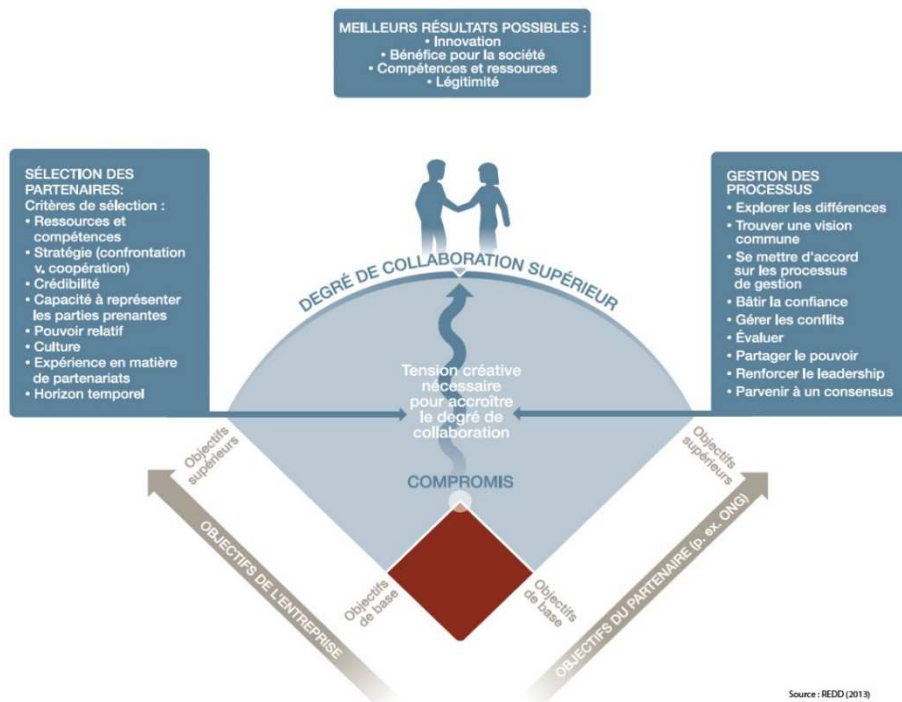 MEILLEURS RÉSULTATS POSSIBLES :
• Innovation
• Bénéfice pour la société
• Compétences et ressources
• Légitimité
SÉLECTION DES
PARTENAIRES:
Critères de sélection :
• Ressources et
compétences
• Stratégie (confrontation
v. coopération)
• Crédibilité
• Capacité à représenter
les parties prenantes
• Pouvoir relatif
• Culture
• Expérience en matière
de partenariats
• Horizon temporel
GESTION DES
PROCESSUS
• Explorer les différences
• Trouver une vision
commune
• Se mettre d'accord
sur les processus
de gestion
• Bâtir la confiance
• Gérer les conflits
• Évaluer
• Partager le pouvoir
• Renforcer le leadership
• Parvenir à un consensus
DEGRÉ DE COLLABORATION SUPÉRIEUR
Tension créative
nécessaire
pour accroître
le degré de
collaboration
COMPROMIS
Objectifs
supérieurs
Objectifs
supérieurs
Objectifs
de base
Objectifs
de base
OBJECTIFS DE L'ENTREPRISE
OBJECTIFS DU PARTENAIRE (p. ex. ONG)
Source : REDD (2013)